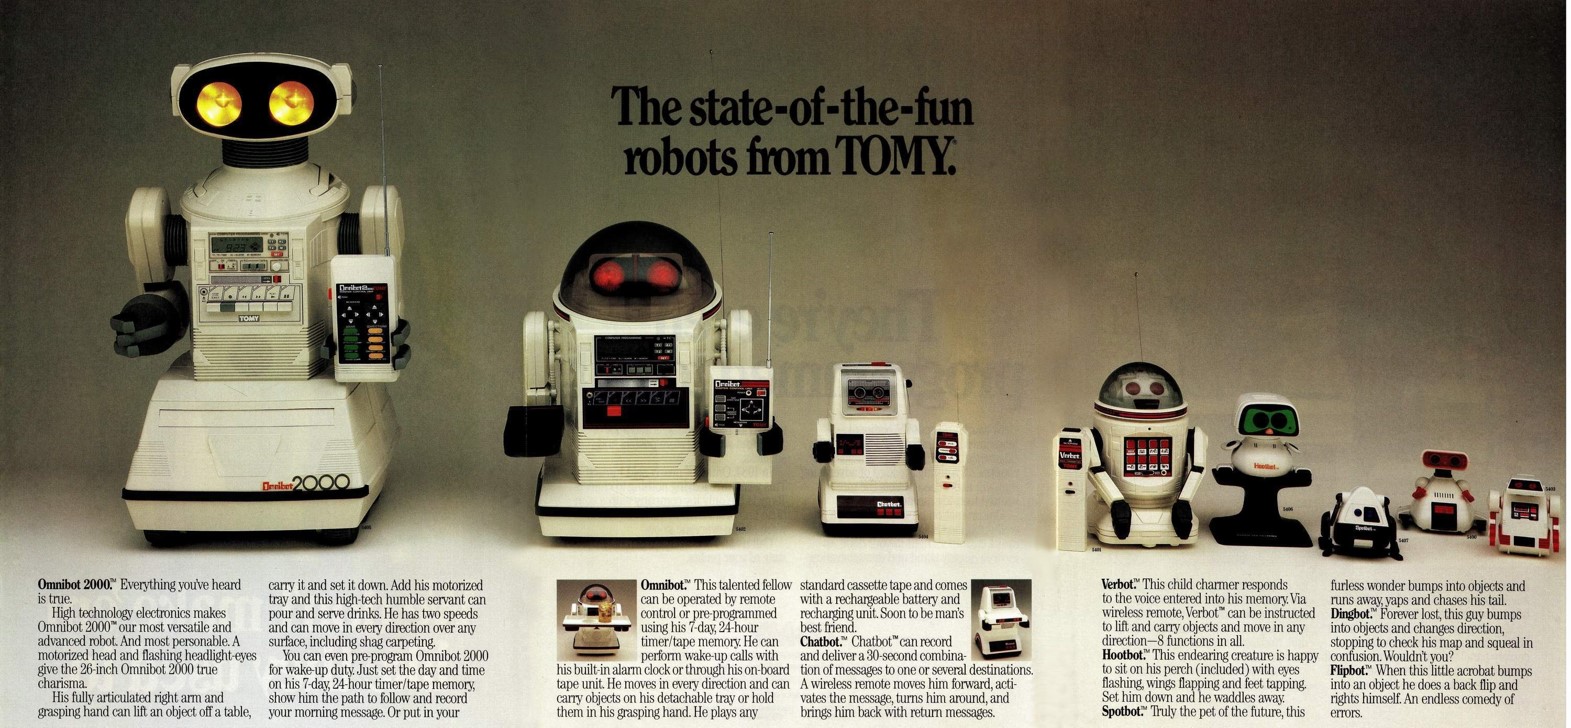 The state-of-the-fun
robots from TOMY.
TOMY
Omnibot 2000
Omnibot
Chatbot
Verbot
Hootbot
Spotbot
Omnibot 2000.™ Everything you've heard
is true.
High technology electronics makes
Omnibot 2000™ our most versatile and
advanced robot. And most personable. A
motorized head and flashing headlight-eyes
give the 26-inch Omnibot 2000 true
charisma.
His fully articulated right arm and
grasping hand can lift an object off a table,
carry it and set it down. Add his motorized
tray and this high-tech humble servant can
pour and serve drinks. He has two speeds
and can move in every direction over any
surface, including shag carpeting.
You can even pre-program Omnibot 2000
for wake-up duty. Just set the day and time
on his 7-day, 24-hour timer/tape memory,
show him the path to follow and record
your morning message. Or put in your
Omnibot.™ This talented fellow
can be operated by remote
control or pre-programmed
using his 7-day, 24-hour
timer/tape memory. He can
perform wake-up calls with
his built-in alarm clock or through his on-board
tape unit. He moves in every direction and can
carry objects on his detachable tray or hold
them in his grasping hand. He plays any
standard cassette tape and comes
with a rechargeable battery and
recharging unit. Soon to be man's
best friend.
Chatbot.™ Chatbot™ can record
and deliver a 30-second combina-
tion of messages to one or several destinations.
A wireless remote moves him forward, acti-
vates the message, turns him around, and
brings him back with return messages.
Verbot.™ This child charmer responds
to the voice entered into his memory. Via
wireless remote, Verbot™ can be instructed
to lift and carry objects and move in any
direction—8 functions in all.
Hootbot.™ This endearing creature is happy
to sit on his perch (included) with eyes
flashing, wings flapping and feet tapping.
Set him down and he waddles away.
Spotbot.™ Truly the pet of the future, this
furless wonder bumps into objects and
runs away, yaps and chases his tail.
Dingbot.™ Forever lost, this guy bumps
into objects and changes direction,
stopping to check his map and squeal in
confusion. Wouldn't you?
Flipbot.™ When this little acrobat bumps
into an object he does a back flip and
rights himself. An endless comedy of
errors.